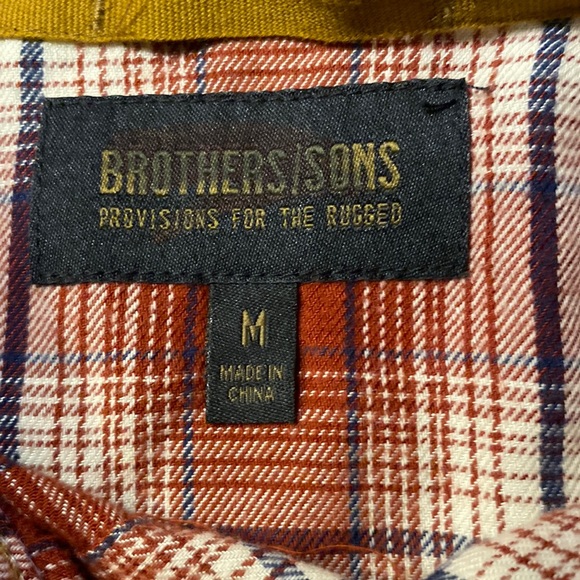 BROTHERS/SONS
PROVISIONS FOR THE RUGGED
M
MADE IN
CHINA